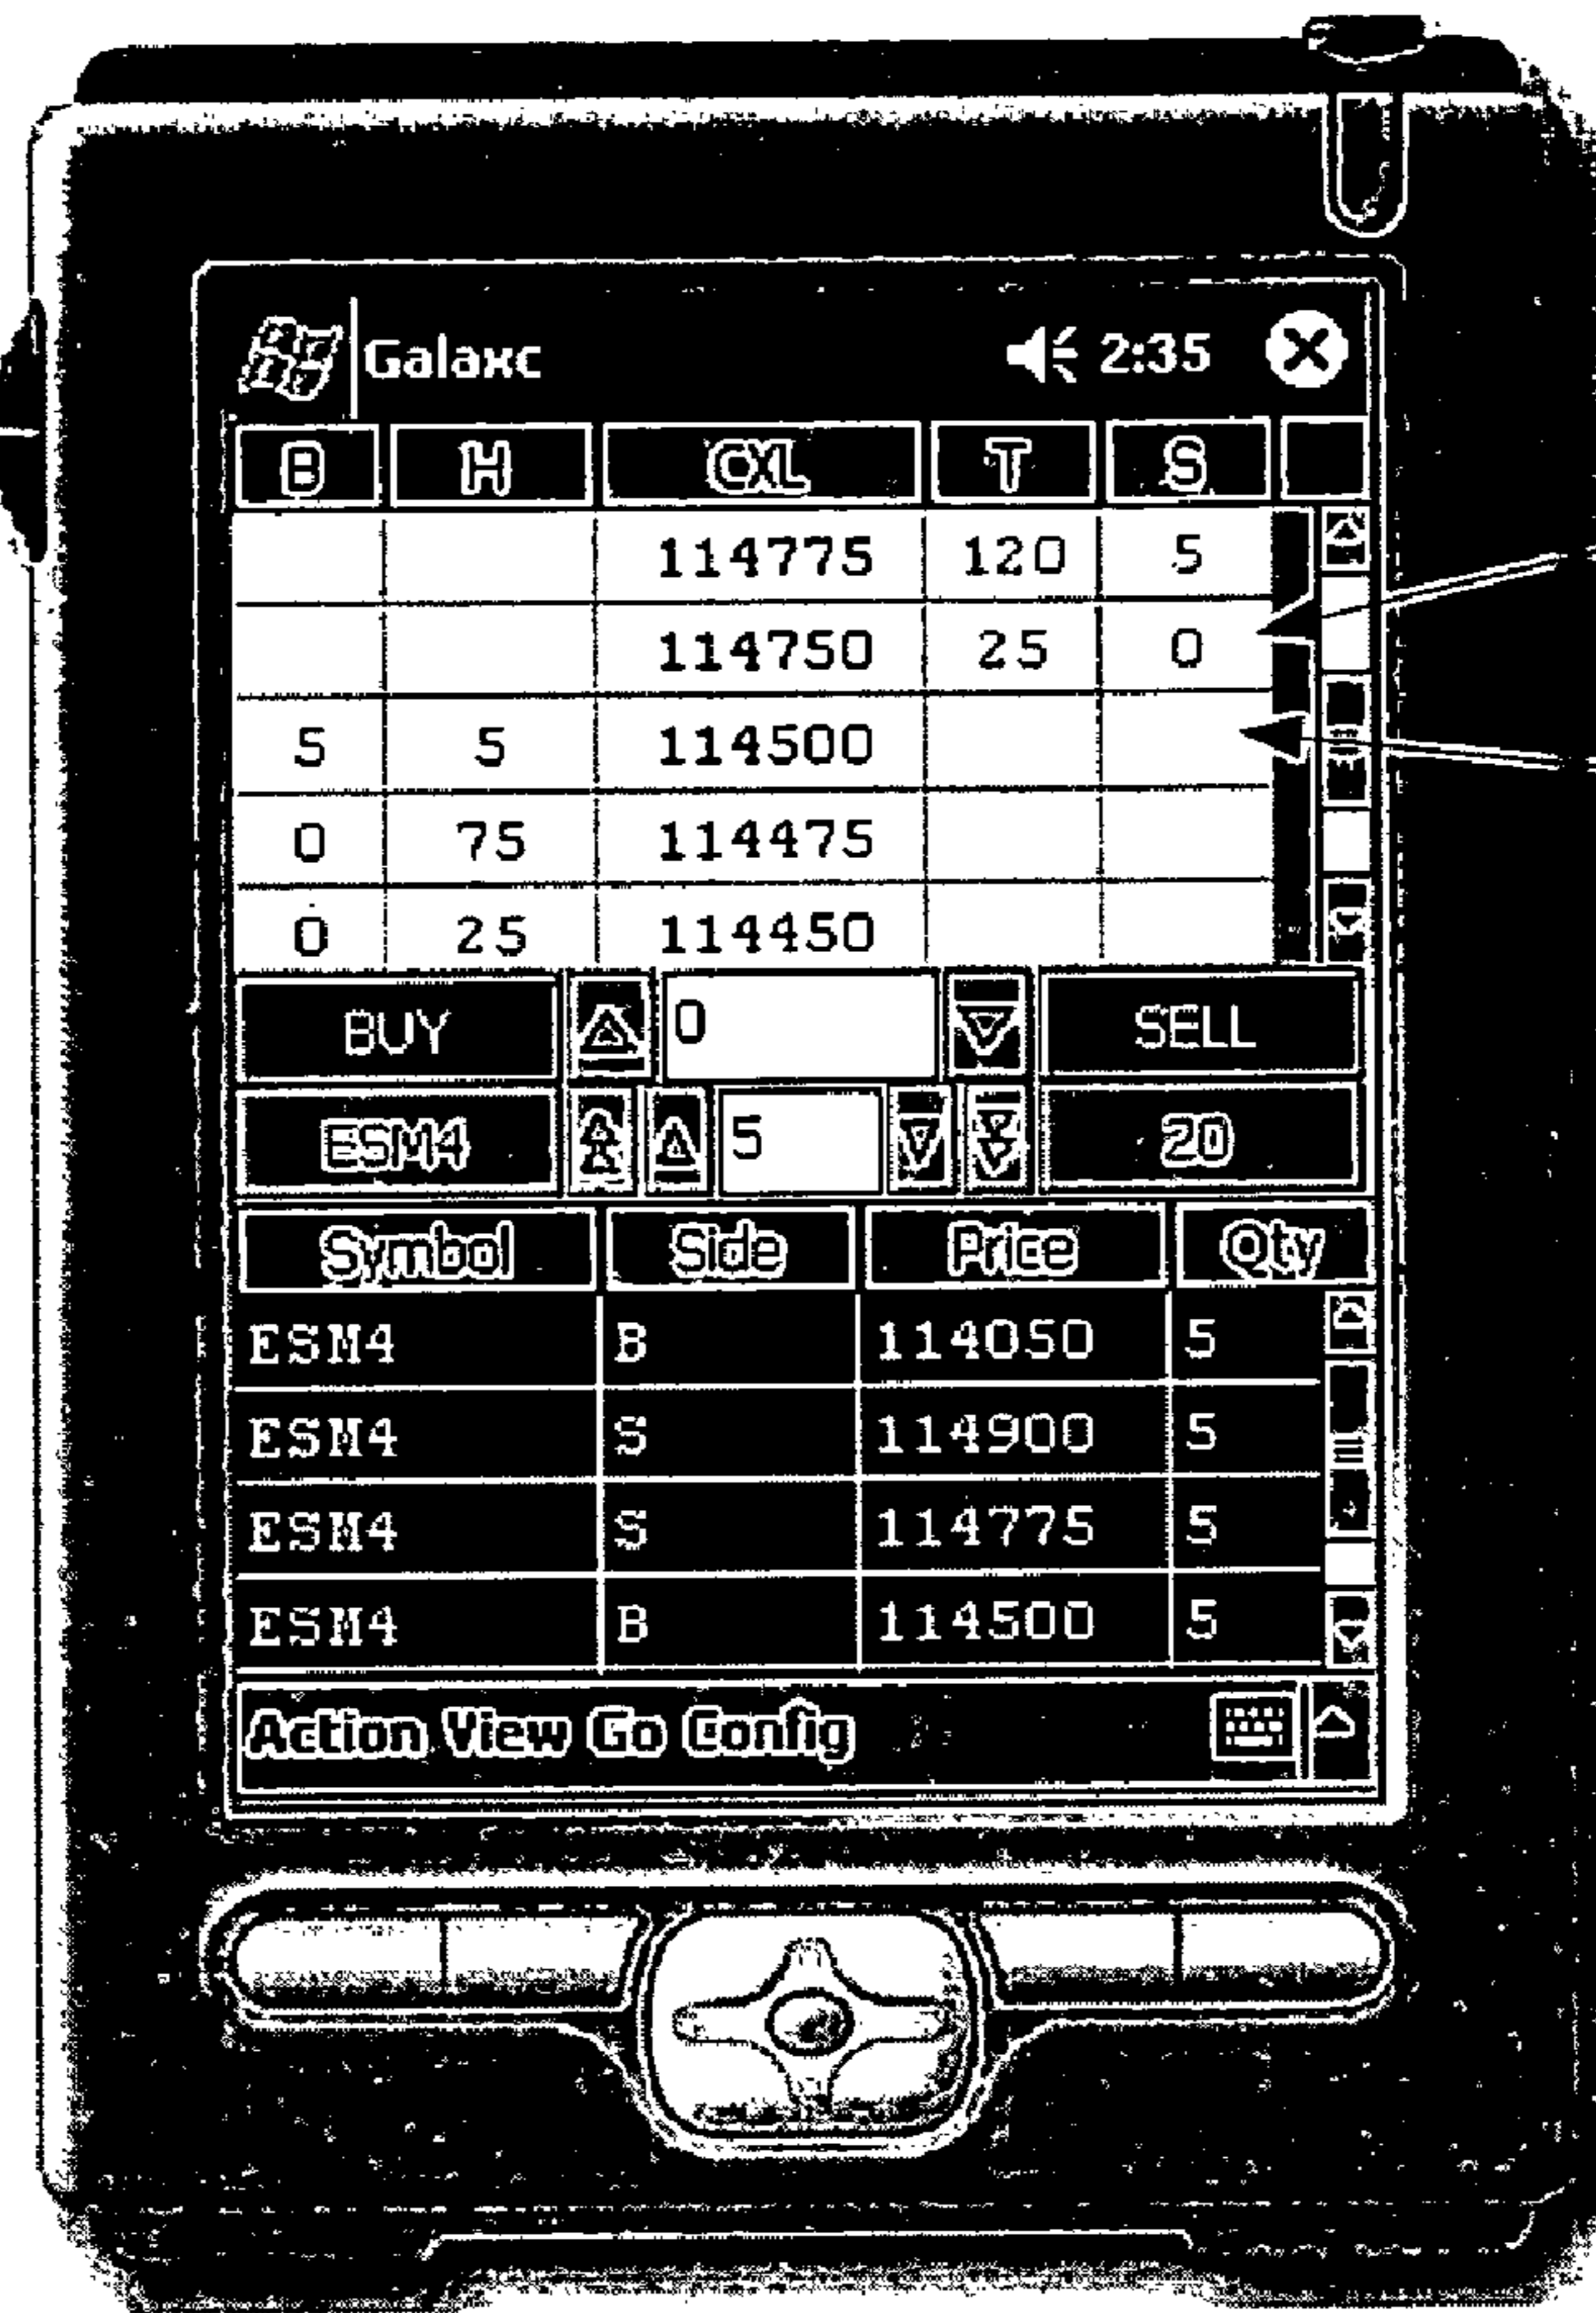 Galaxc 2:35
B H CXL T S
114775 120 5
114750 25 0
5 5 114500
0 75 114475
0 25 114450
BUY 0 SELL
ESM4 5 20
Symbol Side Price Qty
ESM4 B 114050 5
ESM4 S 114900 5
ESM4 S 114775 5
ESM4 B 114500 5
Action View Go Config